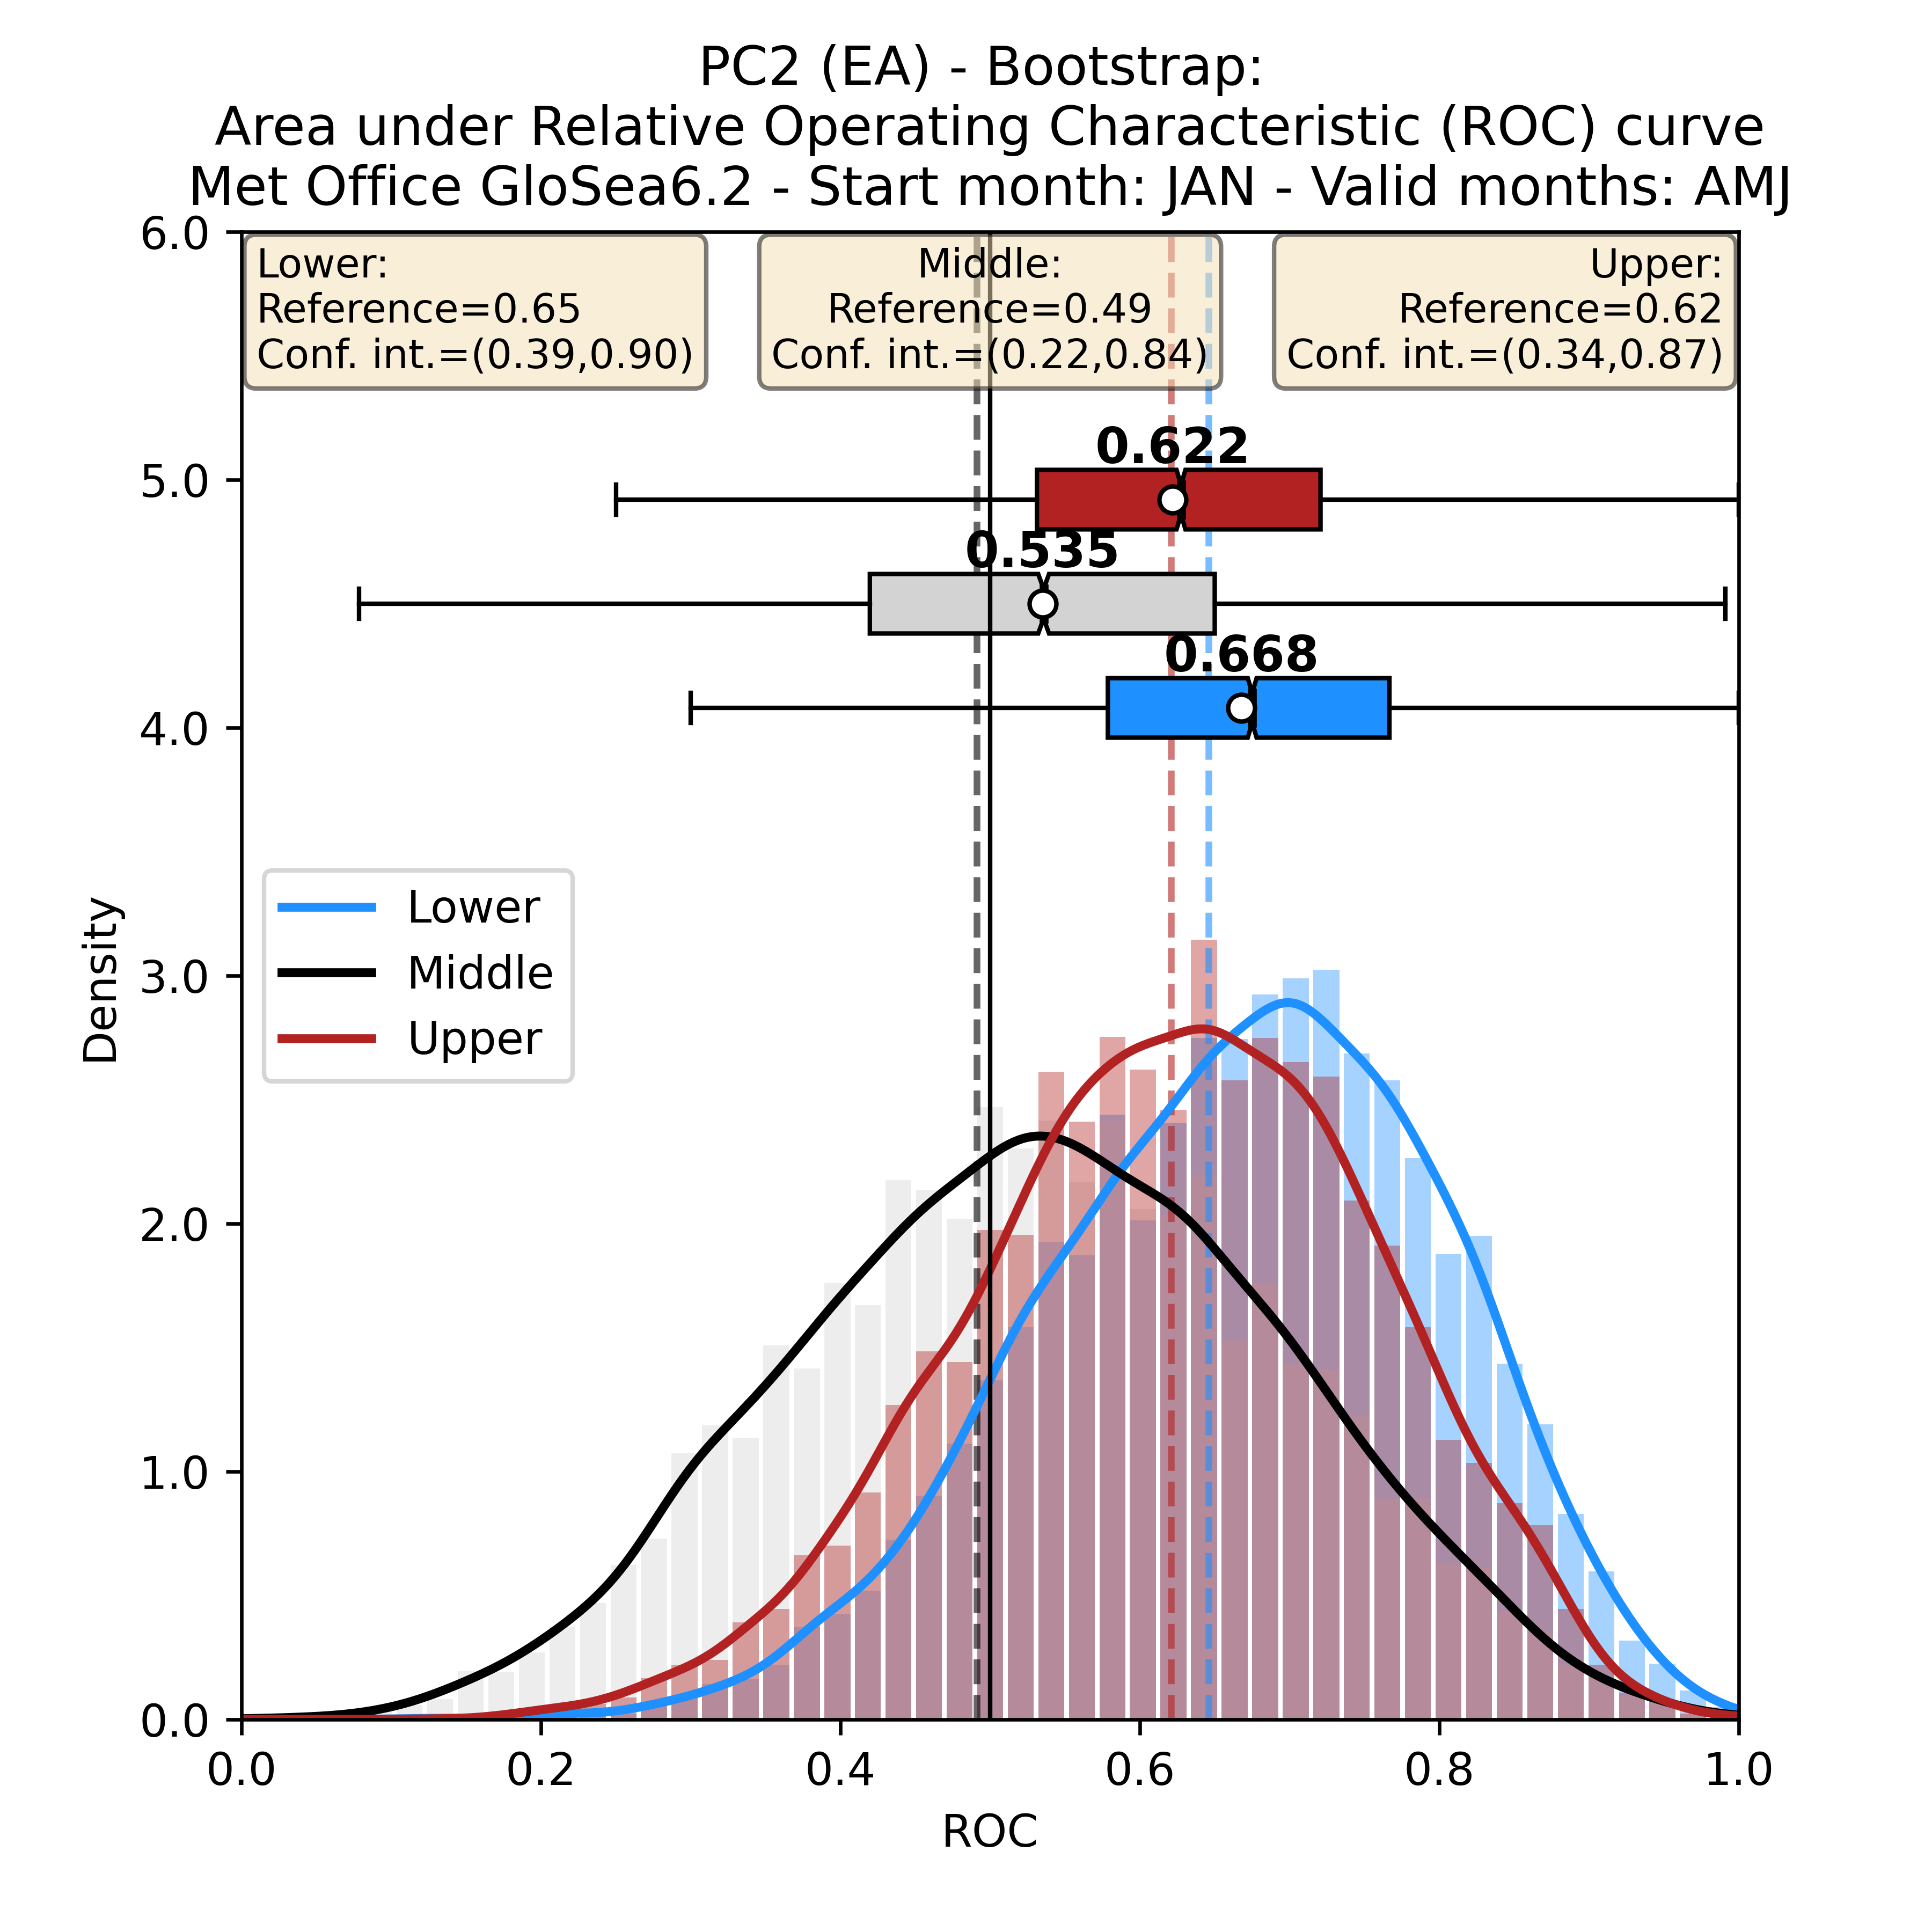 PC2 (EA) - Bootstrap:
Area under Relative Operating Characteristic (ROC) curve
Met Office GloSea6.2 - Start month: JAN - Valid months: AMJ
Lower:
Reference=0.65
Conf. int.=(0.39,0.90)
Middle:
Reference=0.49
Conf. int.=(0.22,0.84)
Upper:
Reference=0.62
Conf. int.=(0.34,0.87)
0.622
0.535
0.668
Lower
Middle
Upper
Density
6.0
5.0
4.0
3.0
2.0
1.0
0.0
0.0
0.2
0.4
0.6
0.8
1.0
ROC